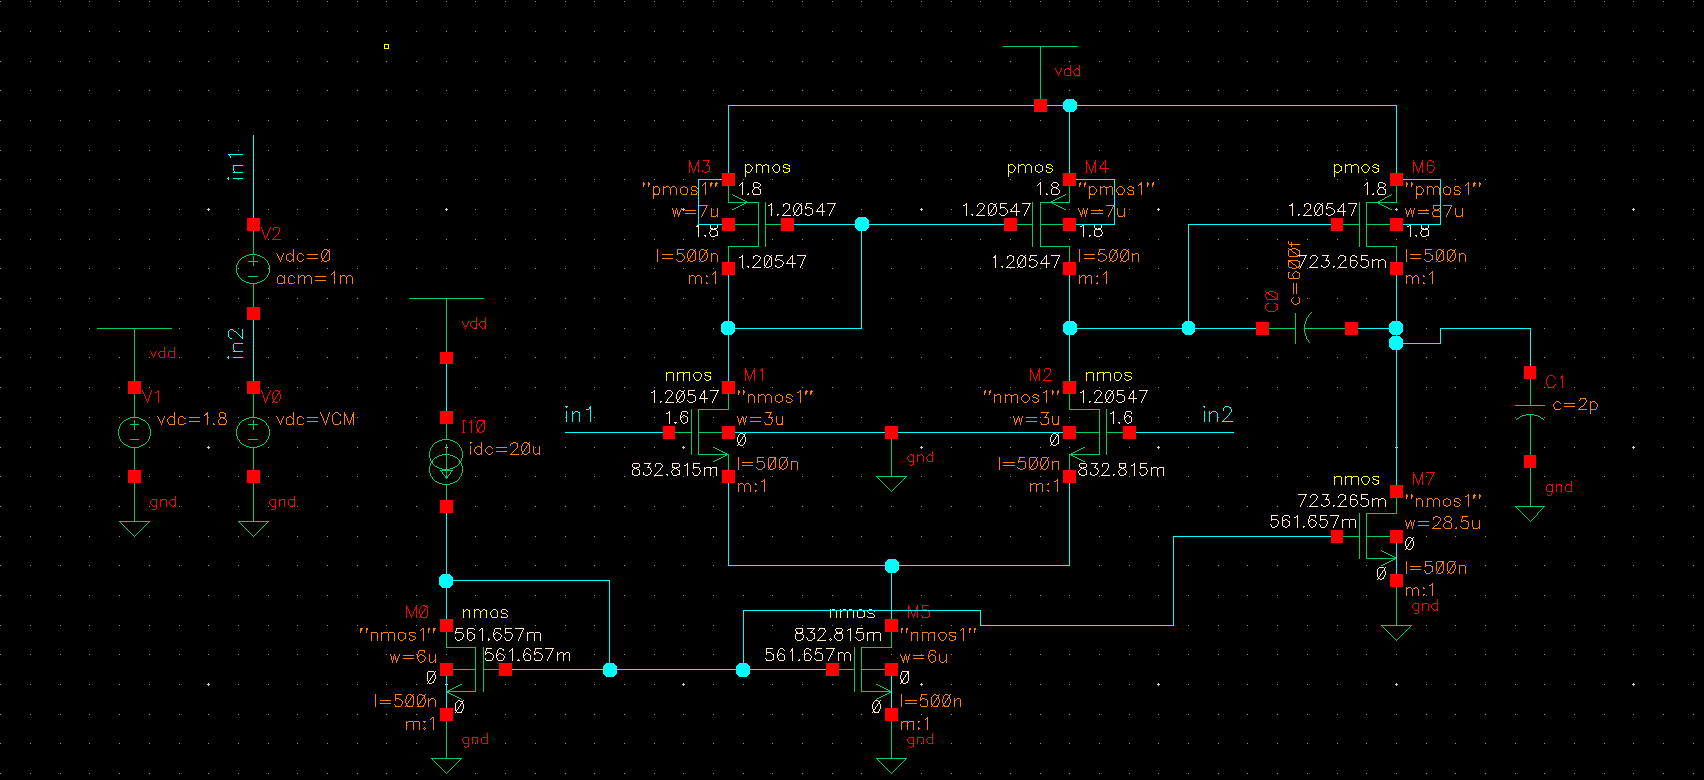 vdd
in1
V2
vdc=0
acm=1m
in2
vdd
V1
vdc=1.8
gnd
V0
vdc=VCM
gnd
vdd
I10
idc=20u
M3
pmos
"pmos1"
1.8
w=7u
1.20547
1.8
l=500n
1.20547
m:1
pmos
M4
1.8
"pmos1"
1.20547
w=7u
1.8
1.20547
l=500n
m:1
pmos
M6
1.8
"pmos1"
1.20547
w=87u
1.8
l=500n
723.265m
m:1
C0
c=600f
C1
c=2p
gnd
nmos
M1
1.20547
"nmos1"
in1
1.6
w=3u
0
832.815m
l=500n
m:1
gnd
M2
nmos
"nmos1"
1.20547
1.6
w=3u
in2
0
l=500n
832.815m
m:1
nmos
M7
723.265m
"nmos1"
561.657m
w=28.5u
0
l=500n
0
m:1
gnd
M0
nmos
"nmos1"
561.657m
w=6u
561.657m
0
l=500n
0
m:1
gnd
nmos
M5
832.815m
"nmos1"
561.657m
w=6u
0
l=500n
0
m:1
gnd